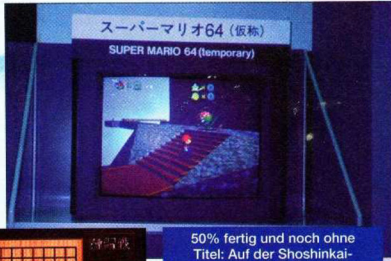 スーパーマリオ64（仮称）
SUPER MARIO 64 (temporary)
50% fertig und noch ohne
Titel: Auf der Shoshinkai-